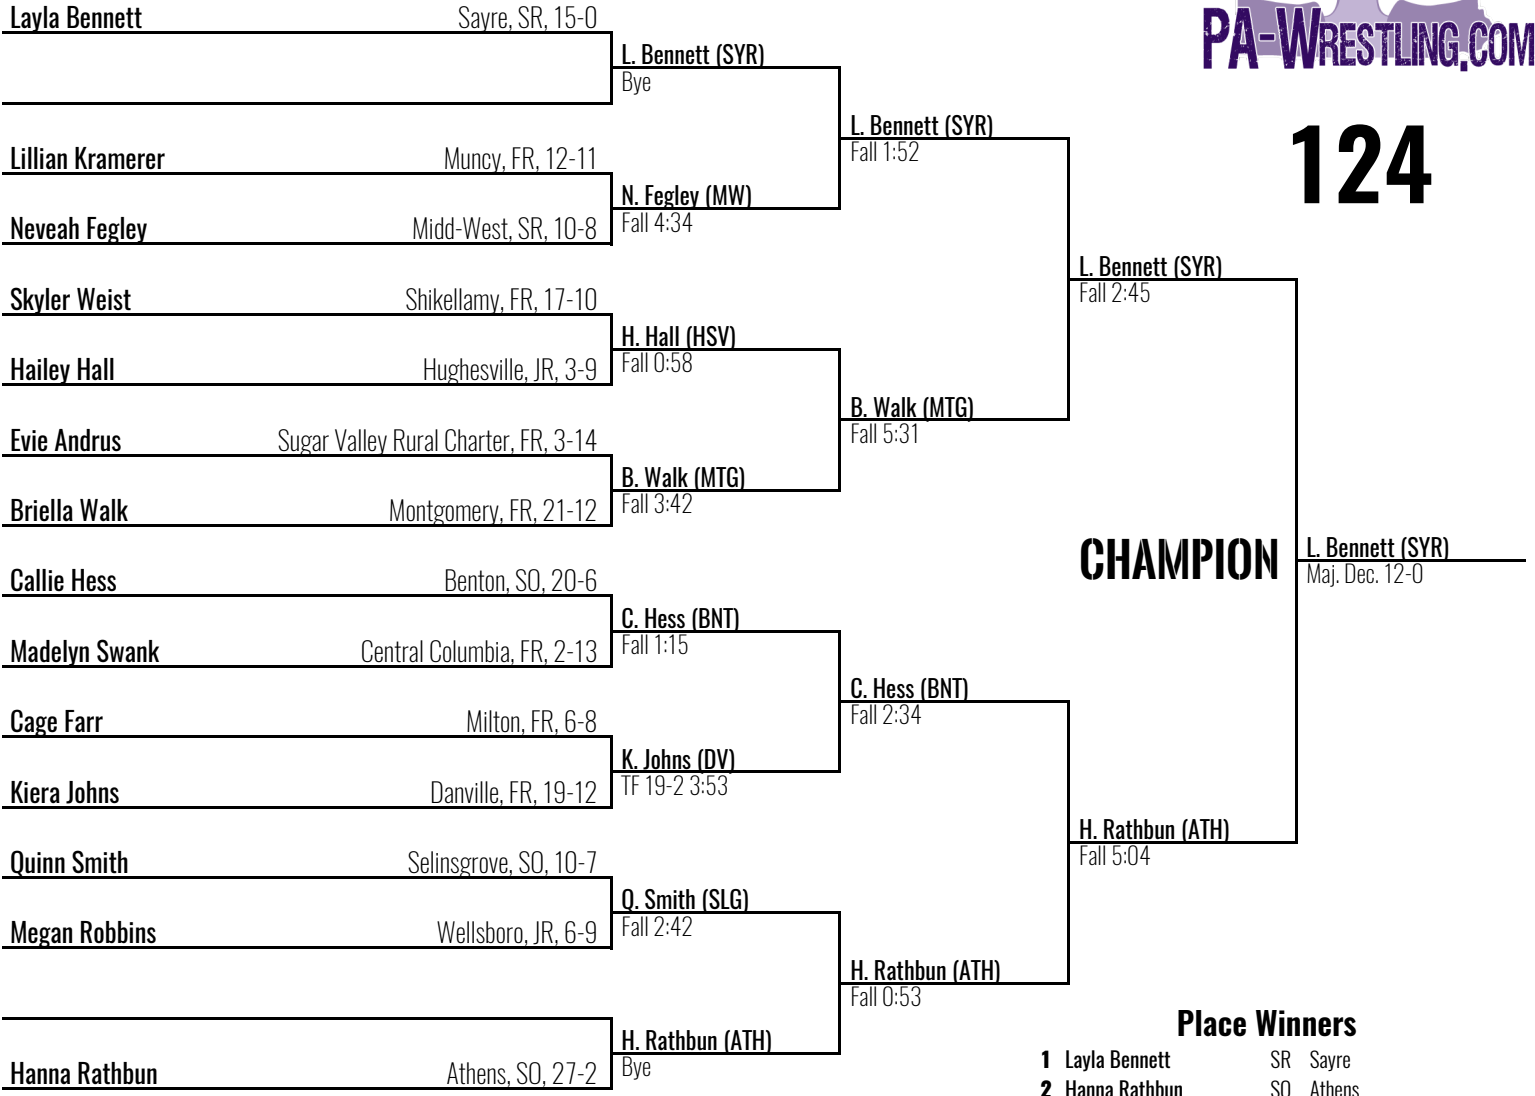 Layla Bennett Sayre, SR, 15-0
L. Bennett (SYR)
Bye
Lillian Kramerer Muncy, FR, 12-11
N. Fegley (MW)
Fall 4:34
Neveah Fegley Midd-West, SR, 10-8
L. Bennett (SYR)
Fall 1:52
Skyler Weist Shikellamy, FR, 17-10
H. Hall (HSV)
Fall 0:58
Hailey Hall Hughesville, JR, 3-9
Evie Andrus Sugar Valley Rural Charter, FR, 3-14
B. Walk (MTG)
Fall 3:42
Briella Walk Montgomery, FR, 21-12
B. Walk (MTG)
Fall 5:31
L. Bennett (SYR)
Fall 2:45
Callie Hess Benton, SO, 20-6
C. Hess (BNT)
Fall 1:15
Madelyn Swank Central Columbia, FR, 2-13
Cage Farr Milton, FR, 6-8
K. Johns (DV)
TF 19-2 3:53
Kiera Johns Danville, FR, 19-12
C. Hess (BNT)
Fall 2:34
Quinn Smith Selinsgrove, SO, 10-7
Q. Smith (SLG)
Fall 2:42
Megan Robbins Wellsboro, JR, 6-9
H. Rathbun (ATH)
Bye
Hanna Rathbun Athens, SO, 27-2
H. Rathbun (ATH)
Fall 0:53
H. Rathbun (ATH)
Fall 5:04
PA-WRESTLING.COM
124
CHAMPION
L. Bennett (SYR)
Maj. Dec. 12-0
Place Winners
1 Layla Bennett SR Sayre
2 Hanna Rathbun SO Athens